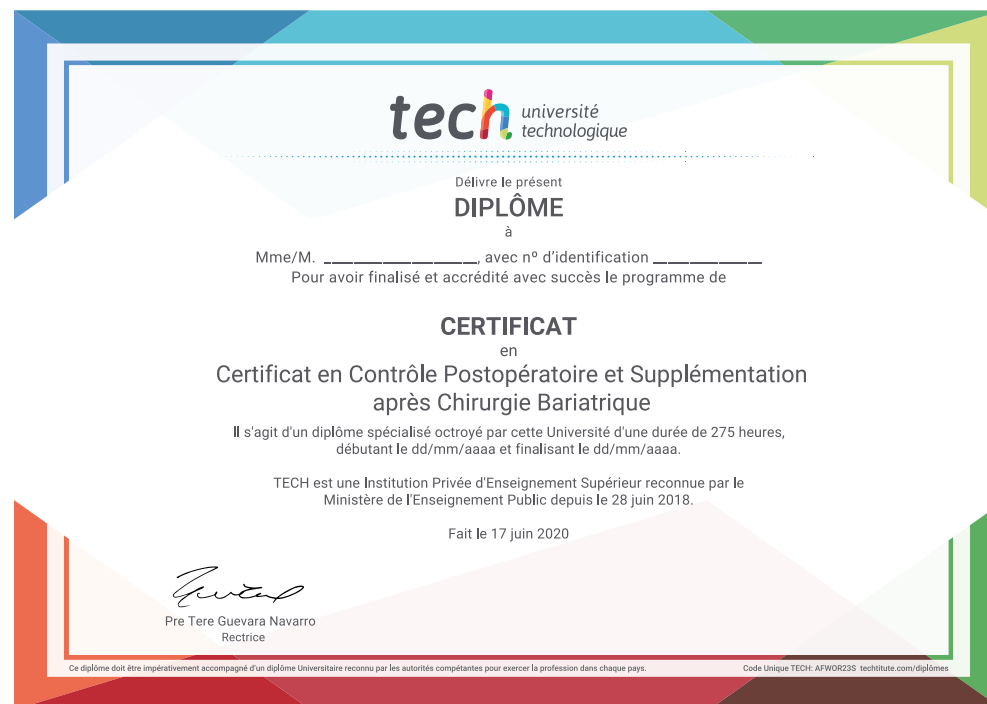 tech université
technologique
Délivre le présent
DIPLÔME
à
Mme/M. ____________________, avec nº d'identification ______________
Pour avoir finalisé et accrédité avec succès le programme de
CERTIFICAT
en
Certificat en Contrôle Postopératoire et Supplémentation
après Chirurgie Bariatrique
Il s'agit d'un diplôme spécialisé octroyé par cette Université d'une durée de 275 heures,
débutant le dd/mm/aaaa et finalisant le dd/mm/aaaa.
TECH est une Institution Privée d'Enseignement Supérieur reconnue par le
Ministère de l'Enseignement Public depuis le 28 juin 2018.
Fait le 17 juin 2020
Pre Tere Guevara Navarro
Rectrice
Ce diplôme doit être impérativement accompagné d'un diplôme Universitaire reconnu par les autorités compétantes pour exercer la profession dans chaque pays.
Code Unique TECH: AFWOR23S techtitute.com/diplômes